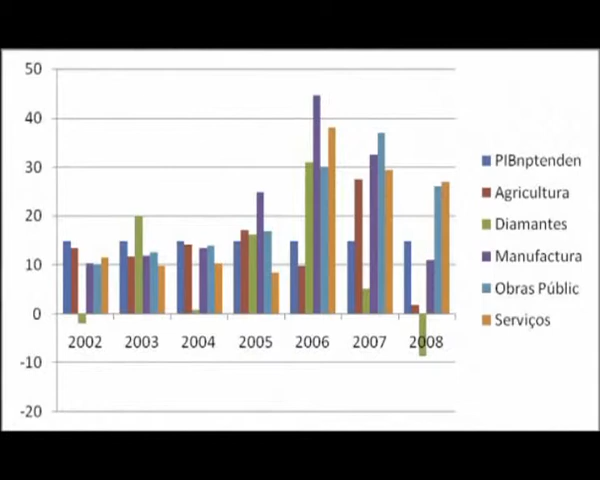 50
40
30
20
10
0
-10
-20
2002 2003 2004 2005 2006 2007 2008
PIBnptenden
Agricultura
Diamantes
Manufactura
Obras Públic
Serviços